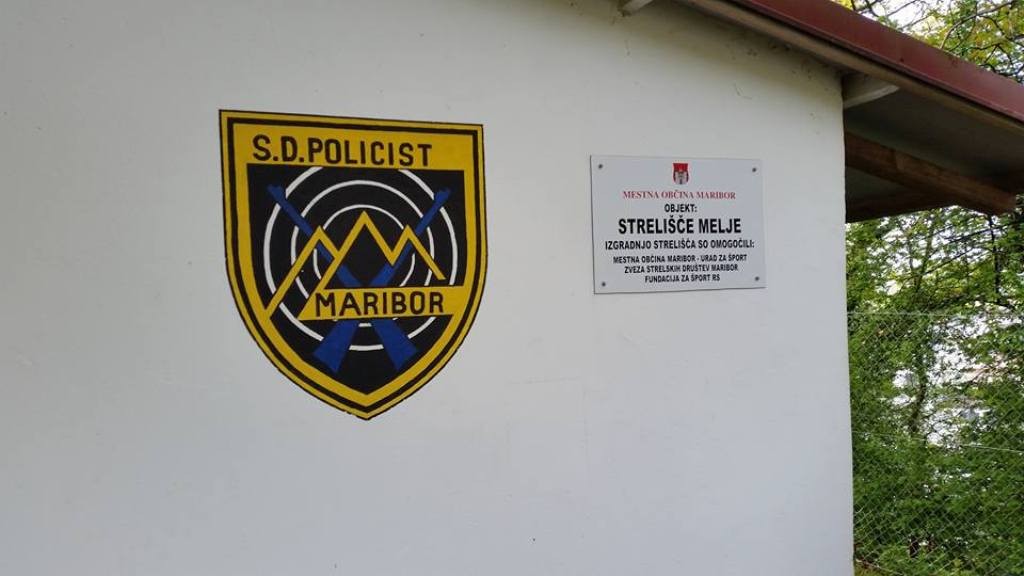 S.D.POLICIST
MARIBOR
MESTNA OBČINA MARIBOR
OBJEKT:
STRELIŠČE MELJE
IZGRADNJO STRELIŠČA SO OMOGOČILI:
MESTNA OBČINA MARIBOR - URAD ZA ŠPORT
ZVEZA STRELSKIH DRUŠTEV MARIBOR
FUNDACIJA ZA ŠPORT RS